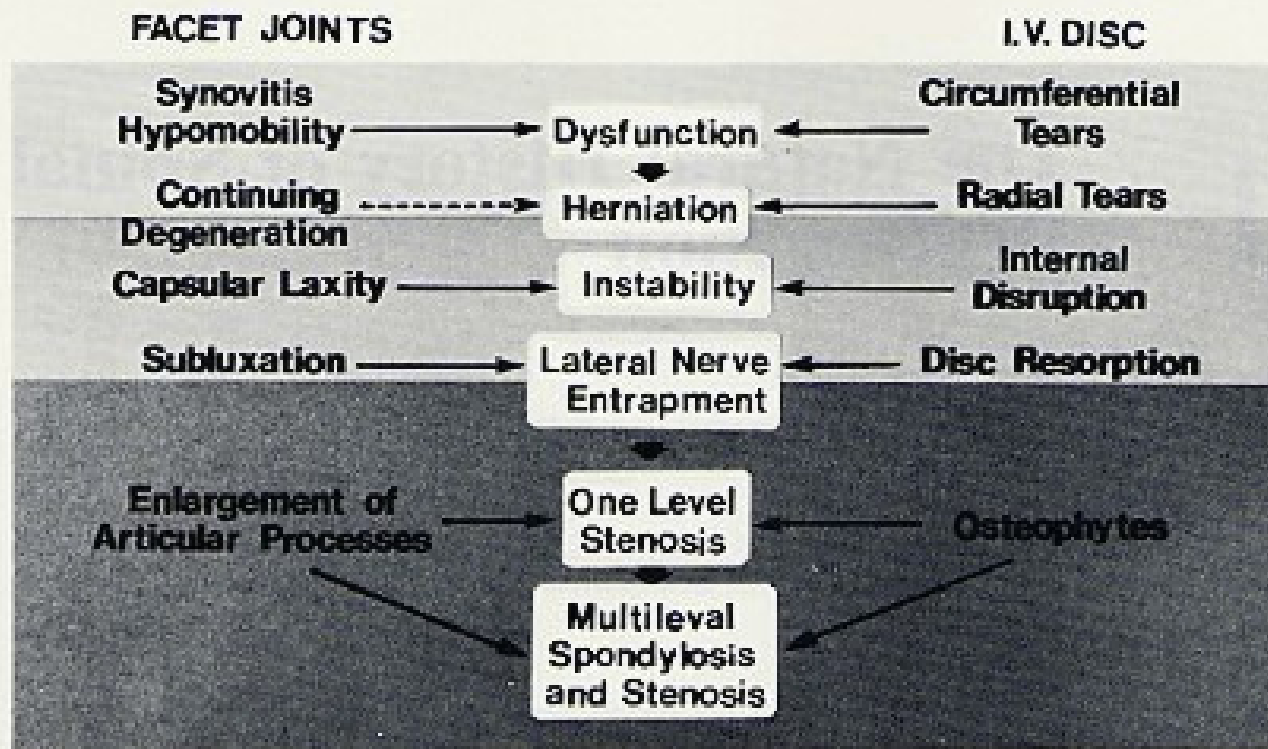 FACET JOINTS
I.V. DISC
Synovitis
Hypomobility
Dysfunction
Circumferential
Tears
Continuing
Degeneration
Herniation
Radial Tears
Capsular Laxity
Instability
Internal
Disruption
Subluxation
Lateral Nerve
Entrapment
Disc Resorption
Enlargement of
Articular Processes
One Level
Stenosis
Osteophytes
Multileval
Spondylosis
and Stenosis